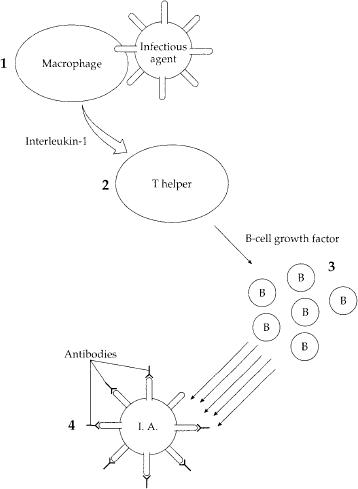 1
Macrophage
Infectious
agent
Interleukin-1
2
T helper
B-cell growth factor
3
B
B
B
B
B
B
Antibodies
4
I. A.